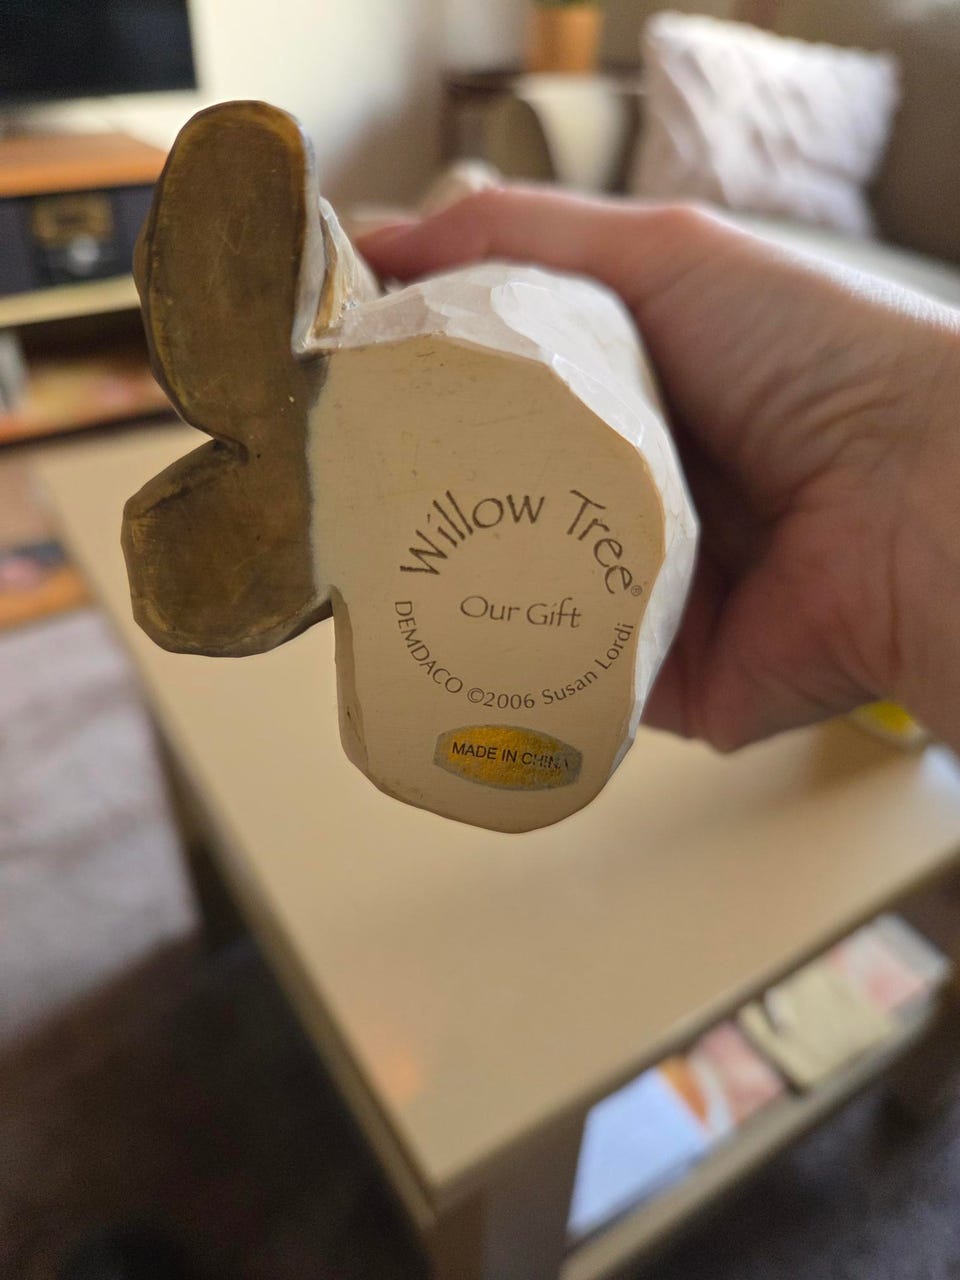 Willow Tree®
Our Gift
DEMDACO ©2006 Susan Lordi
MADE IN CHINA